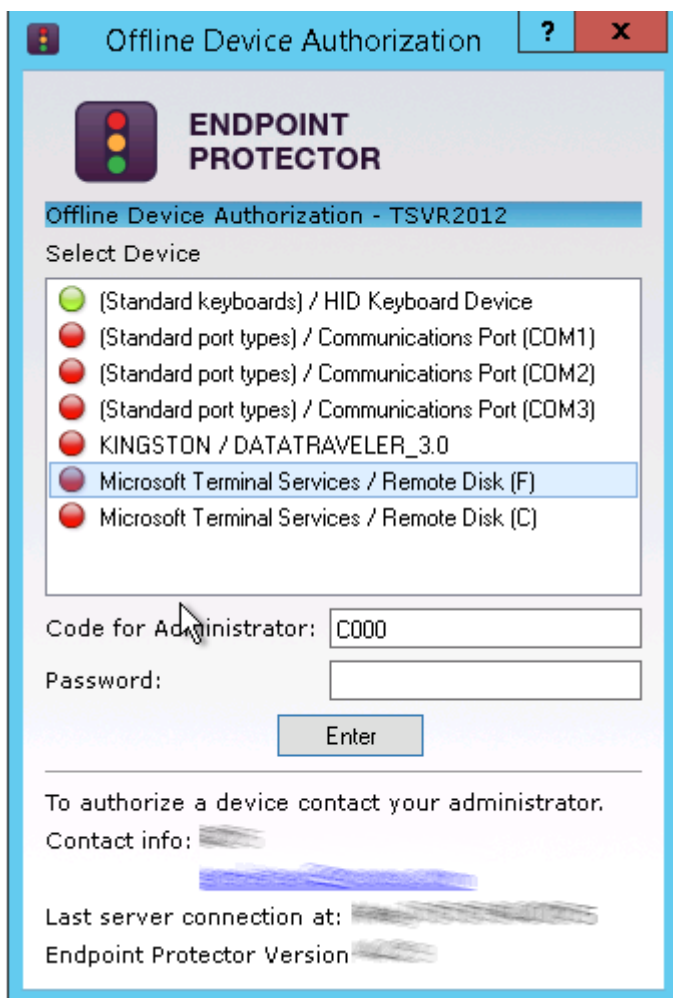 Offline Device Authorization ? x
ENDPOINT
PROTECTOR
Offline Device Authorization - TSVR2012
Select Device
(Standard keyboards) / HID Keyboard Device
(Standard port types) / Communications Port (COM1)
(Standard port types) / Communications Port (COM2)
(Standard port types) / Communications Port (COM3)
KINGSTON / DATATRAVELER_3.0
Microsoft Terminal Services / Remote Disk (F)
Microsoft Terminal Services / Remote Disk (C)
Code for Administrator: C000
Password:
Enter
To authorize a device contact your administrator.
Contact info:
Last server connection at:
Endpoint Protector Version